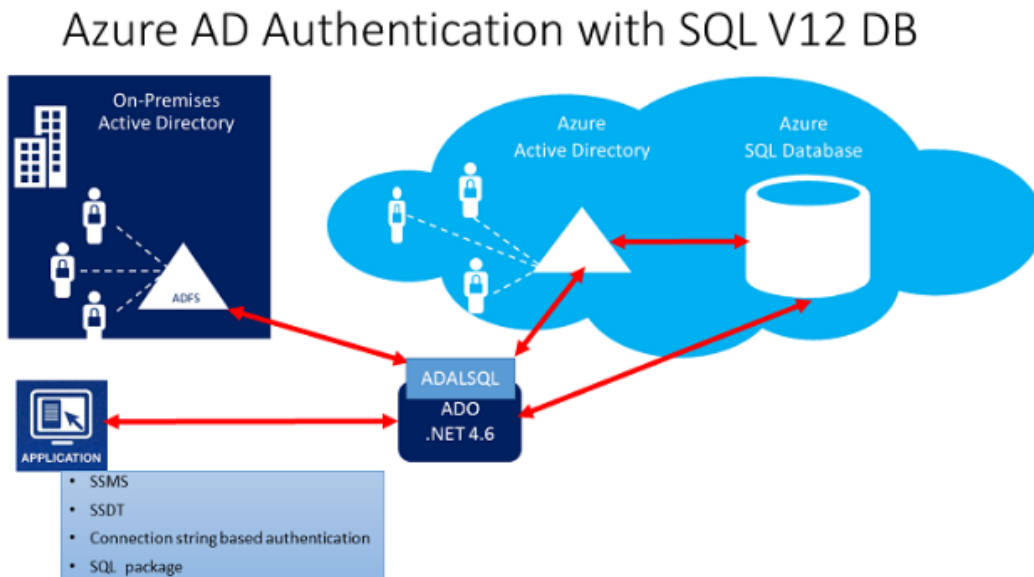 Azure AD Authentication with SQL V12 DB
On-Premises
Active Directory
Azure
Active Directory
Azure
SQL Database
ADFS
ADALSQL
ADO
.NET 4.6
APPLICATION
• SSMS
• SSDT
• Connection string based authentication
• SQL package